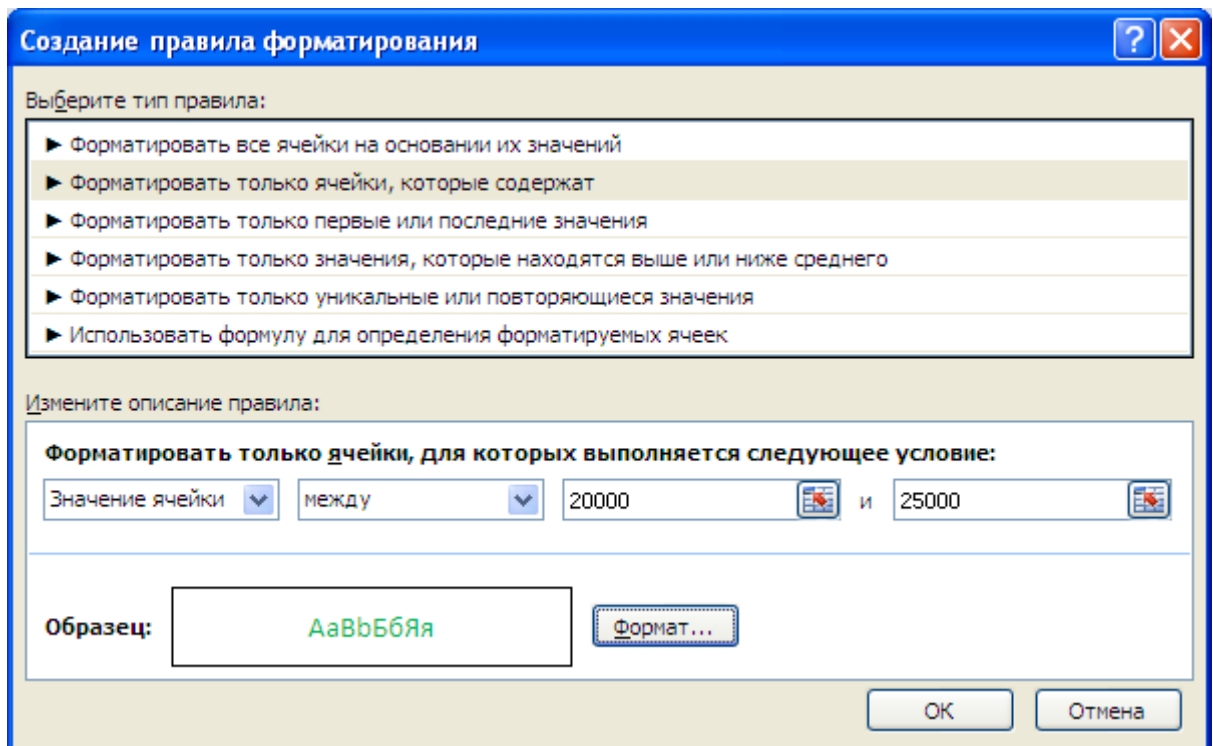 Создание правила форматирования
Выберите тип правила:
► Форматировать все ячейки на основании их значений
► Форматировать только ячейки, которые содержат
► Форматировать только первые или последние значения
► Форматировать только значения, которые находятся выше или ниже среднего
► Форматировать только уникальные или повторяющиеся значения
► Использовать формулу для определения форматируемых ячеек
Измените описание правила:
Форматировать только ячейки, для которых выполняется следующее условие:
Значение ячейки между 20000 и 25000
Образец: АаВbБбЯя Формат...
ОК Отмена